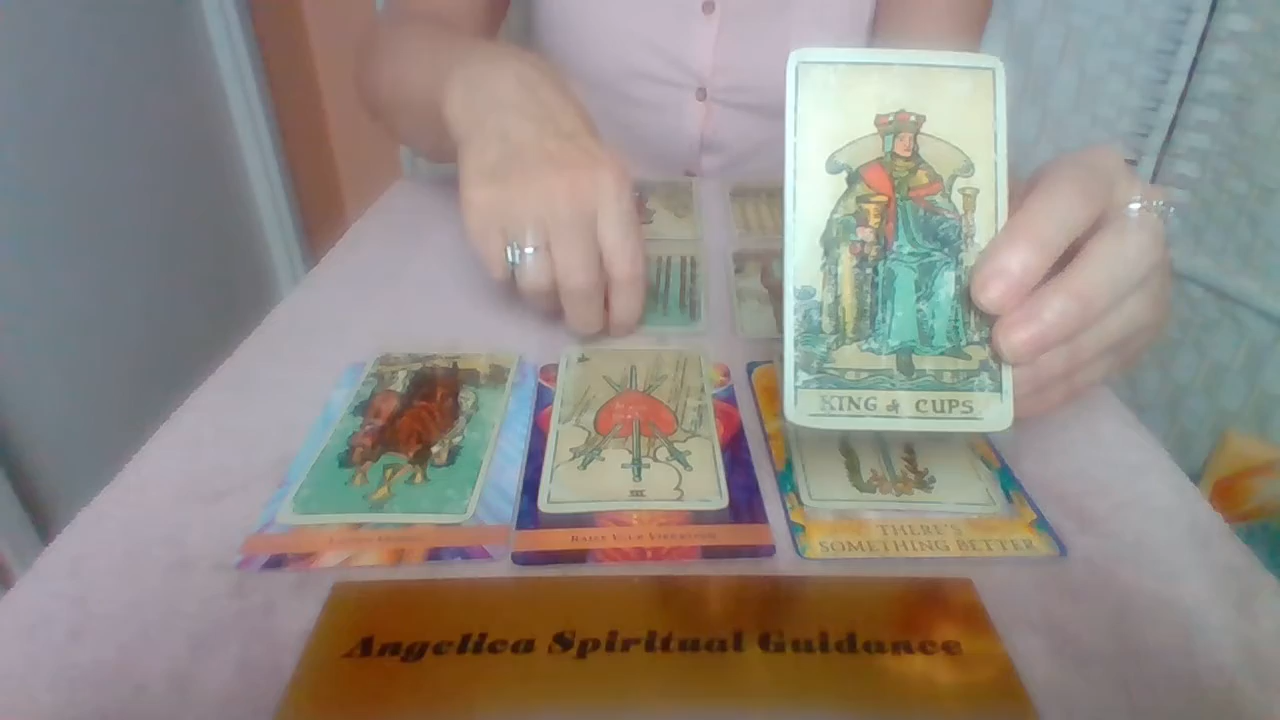 KING of CUPS
III
THERE'S
SOMETHING BETTER
Angelica Spiritual Guidance